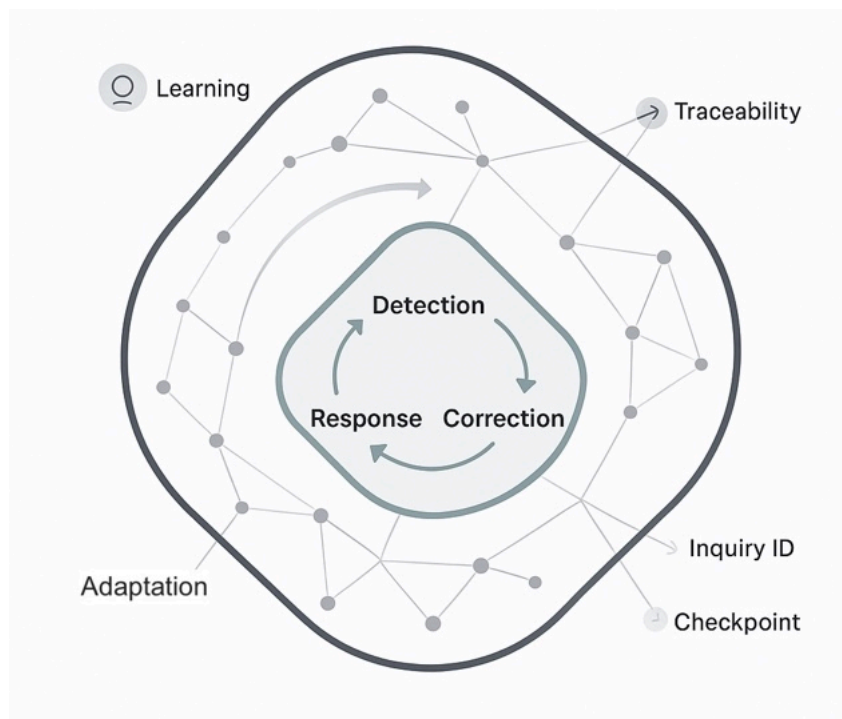 Learning
Traceability
Detection
Response
Correction
Inquiry ID
Adaptation
Checkpoint